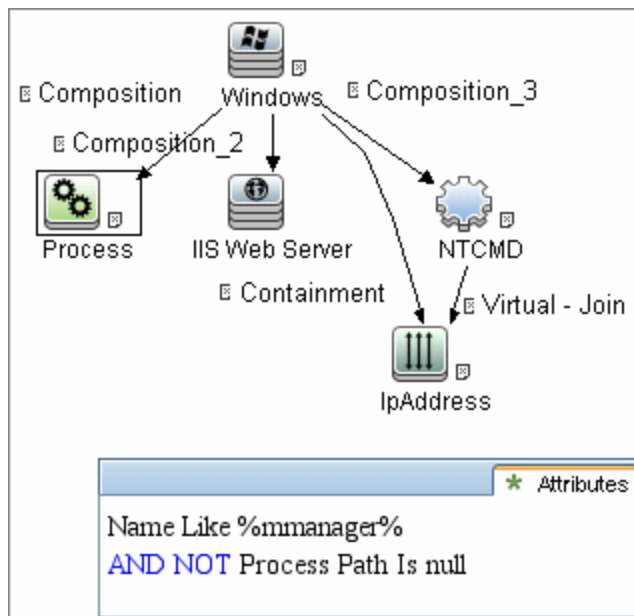 Composition
Windows
Composition_3
Composition_2
Process
IIS Web Server
NTCMD
Containment
Virtual - Join
IpAddress
Attributes
Name Like %mmanager%
AND NOT Process Path Is null